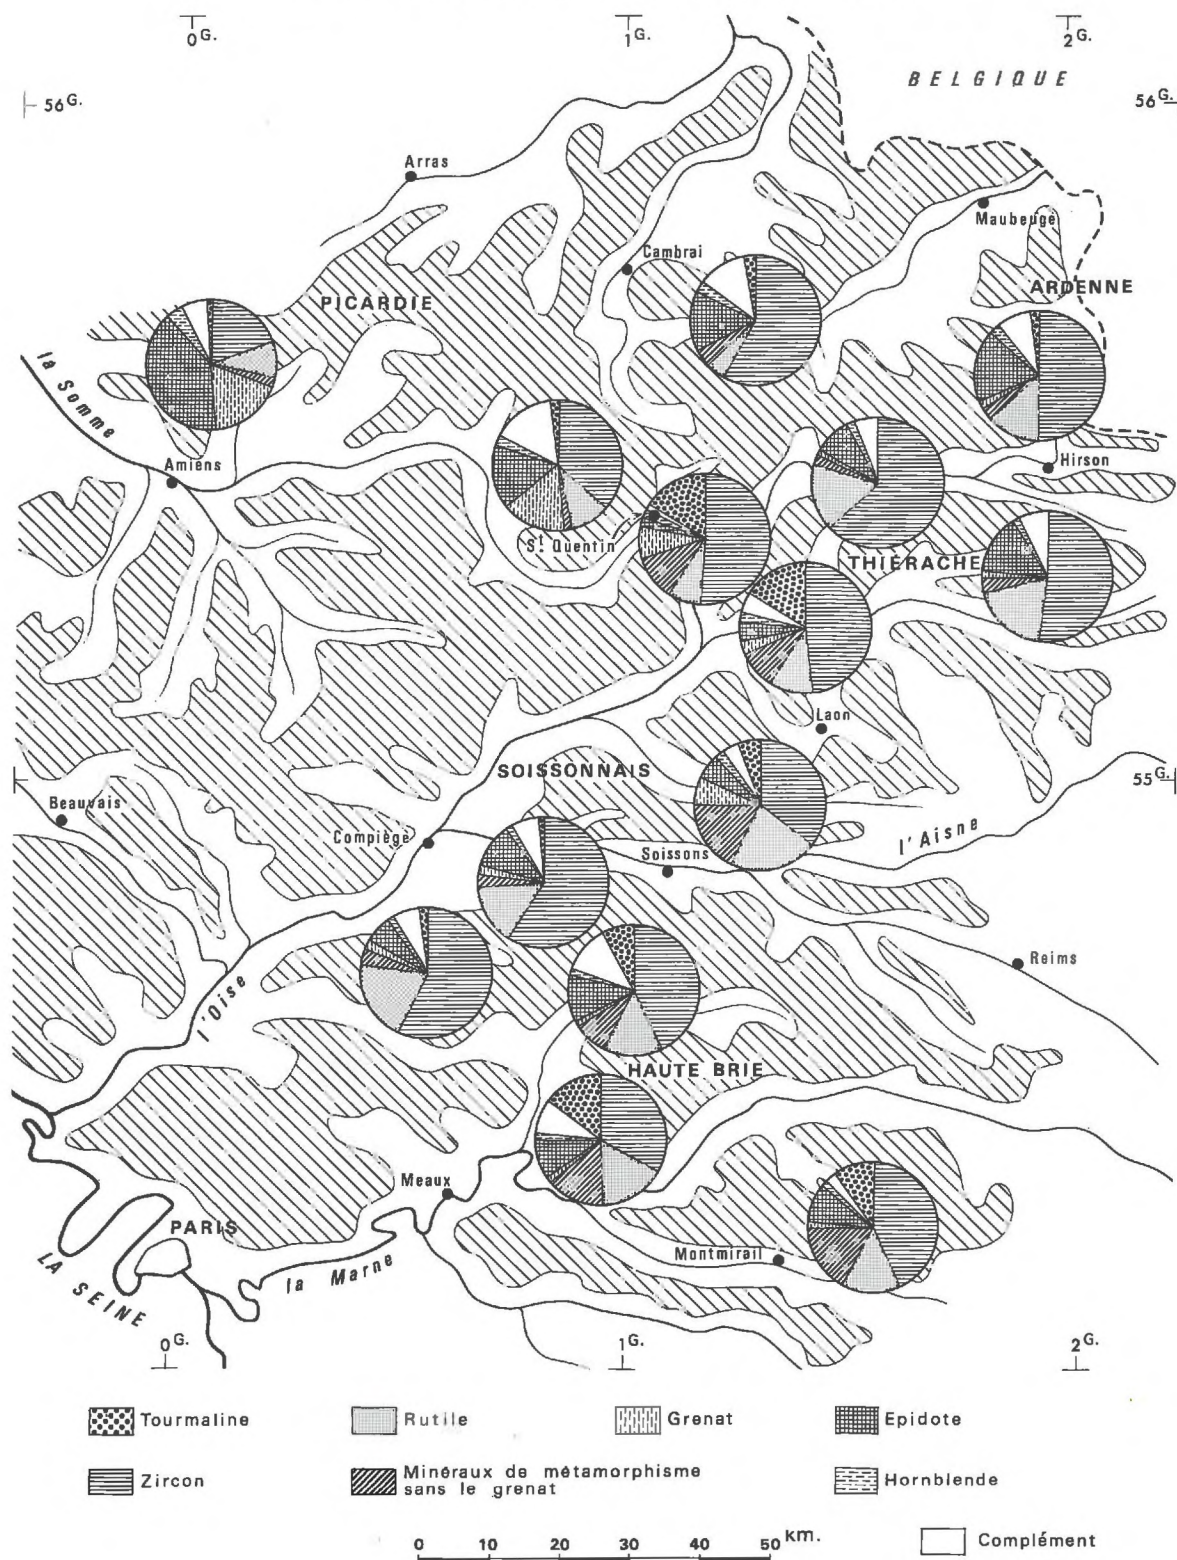 0G.
1G.
2G.
BELGIQUE
56G.
56G.
Arras
Maubeuge
Cambrai
ARDENNE
PICARDIE
la Somme
Amiens
Hirson
St. Quentin
THIÉRACHE
Laon
SOISSONNAIS
55G.
Beauvais
Compiège
l'Aisne
Soissons
Reims
l'Oise
HAUTE BRIE
Meaux
PARIS
Montmirail
la Marne
LA SEINE
0G.
1G.
2G.
Tourmaline
Rutile
Grenat
Epidote
Zircon
Minéraux de métamorphisme
sans le grenat
Hornblende
0 10 20 30 40 50 KM.
Complément